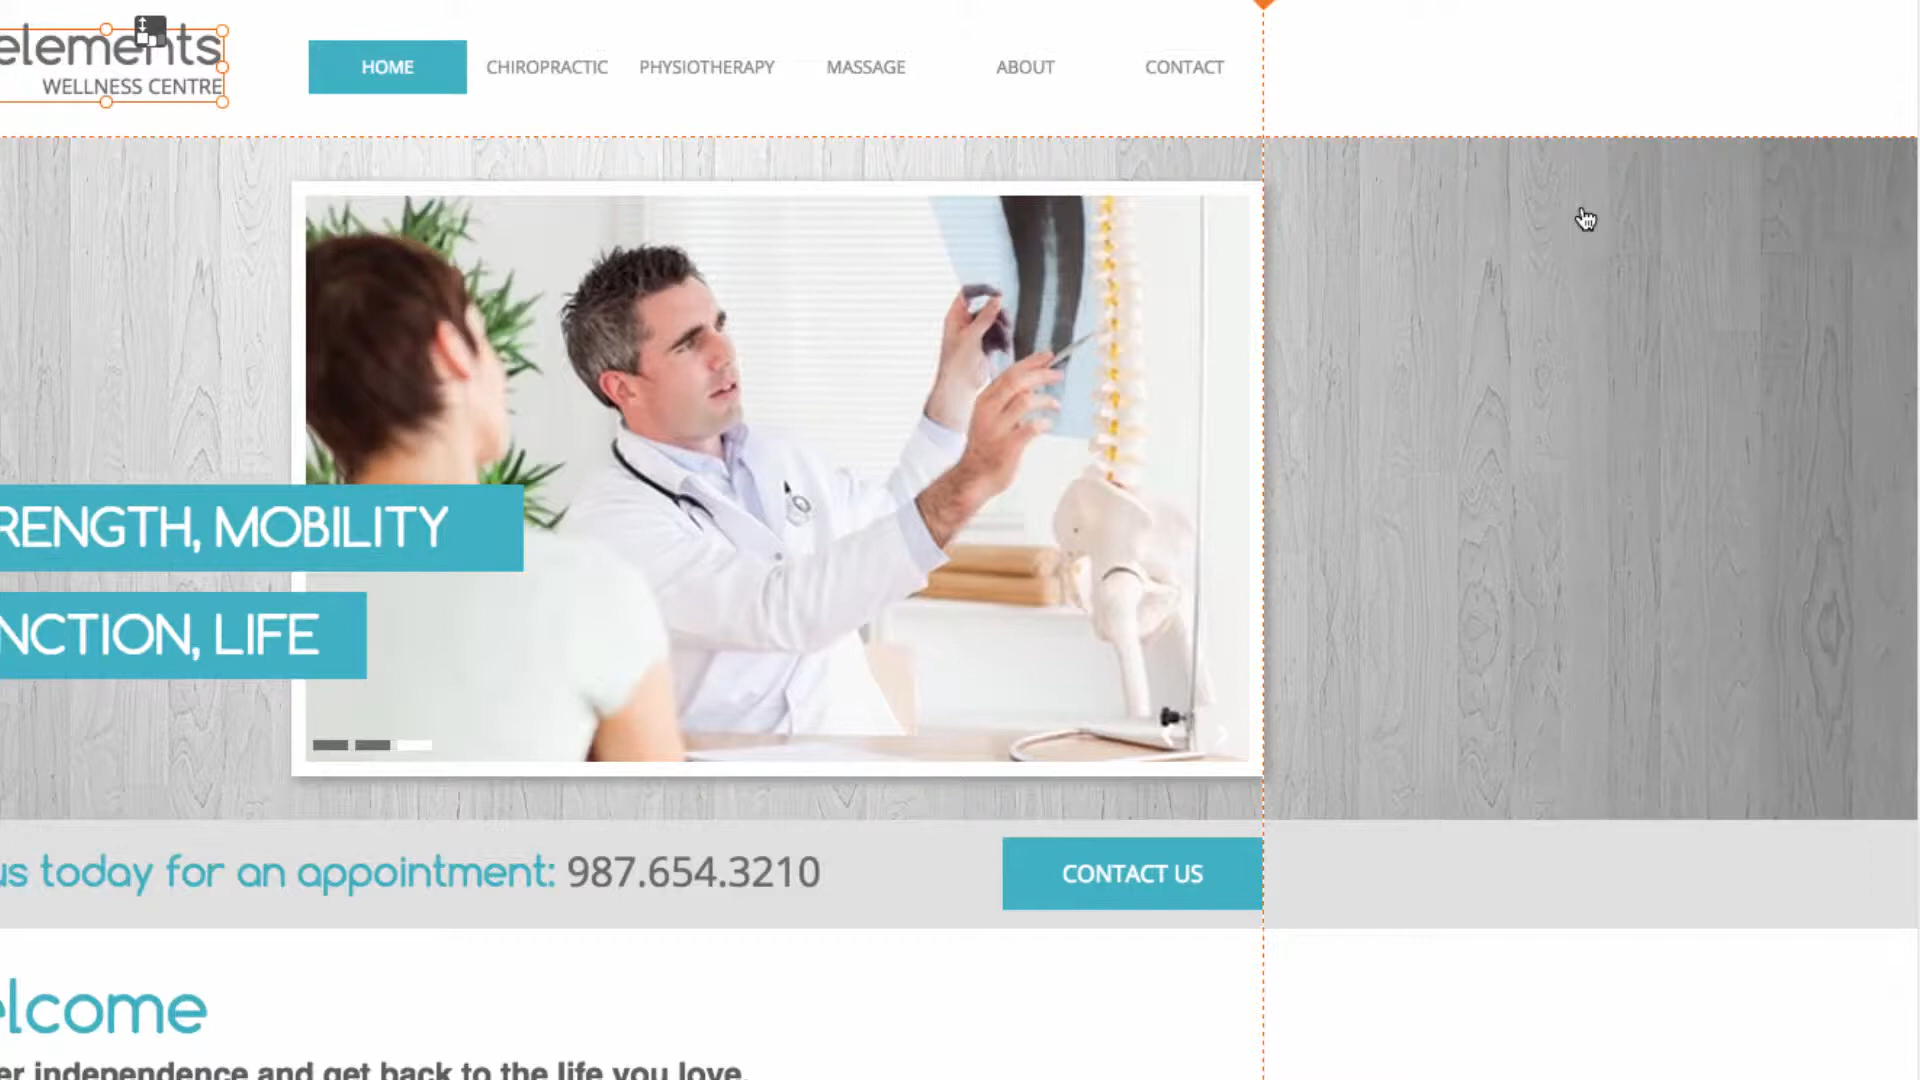 elements
WELLNESS CENTRE
HOME CHIROPRACTIC PHYSIOTHERAPY MASSAGE ABOUT CONTACT
RENGTH, MOBILITY
NCTION, LIFE
us today for an appointment: 987.654.3210
CONTACT US
elcome
er independence and get back to the life you love.